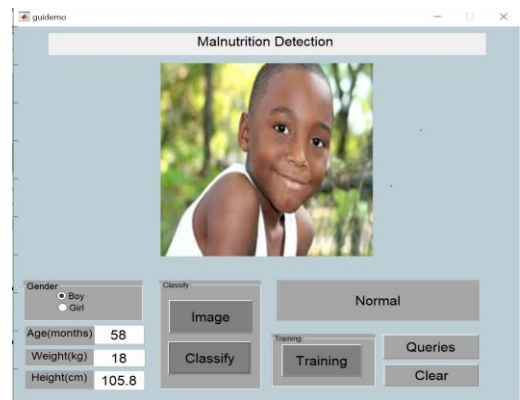 guidemo
Malnutrition Detection
Gender
Boy
Girl
Age(months) 58
Weight(kg) 18
Height(cm) 105.8
Classify
Image
Classify
Normal
Training
Training
Queries
Clear